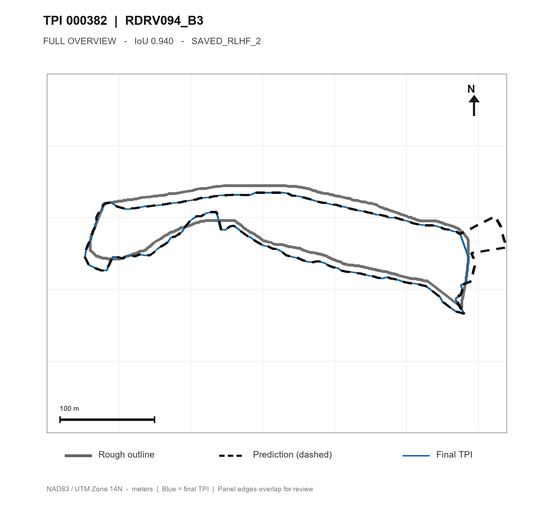 TPI 000382 | RDRV094_B3
FULL OVERVIEW - IoU 0.940 - SAVED_RLHF_2
N
100 m
Rough outline
Prediction (dashed)
Final TPI
NAD83 / UTM Zone 14N - meters | Blue = final TPI | Panel edges overlap for review